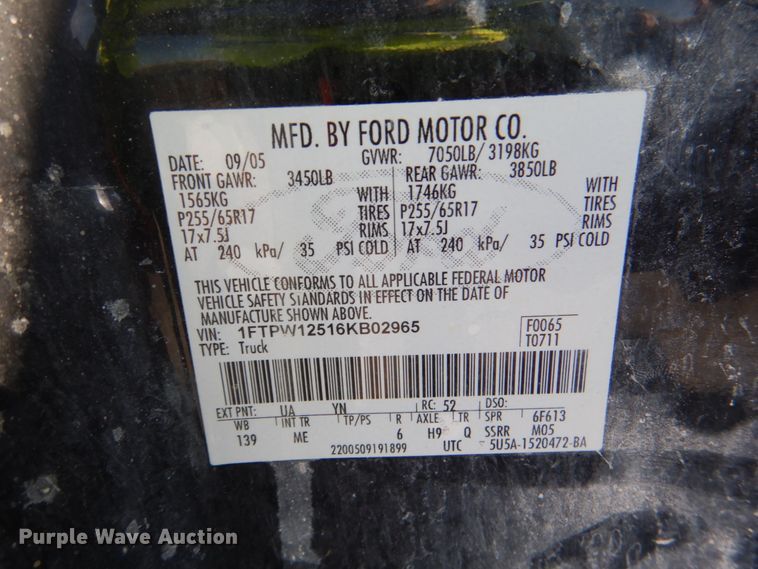 MFD. BY FORD MOTOR CO.
DATE: 09/05 GVWR: 7050LB/ 3198KG
FRONT GAWR: 3450LB REAR GAWR: 3850LB
1565KG WITH 1746KG WITH
P255/65R17 TIRES P255/65R17 TIRES
17x7.5J RIMS 17x7.5J RIMS
AT 240 kPa/ 35 PSI COLD AT 240 kPa/ 35 PSI COLD
THIS VEHICLE CONFORMS TO ALL APPLICABLE FEDERAL MOTOR
VEHICLE SAFETY STANDARDS IN EFFECT ON THE DATE OF
MANUFACTURE SHOWN ABOVE.
VIN: 1FTPW12516KB02965 F0065
TYPE: Truck T0711
EXT PNT: UA YN RC: 52 DSO:
WB INT TR TP/PS R AXLE TR SPR 6F613
139 ME 6 H9 Q SSRR M05
2200509191899 UTC 5U5A-1520472-BA
Purple Wave Auction